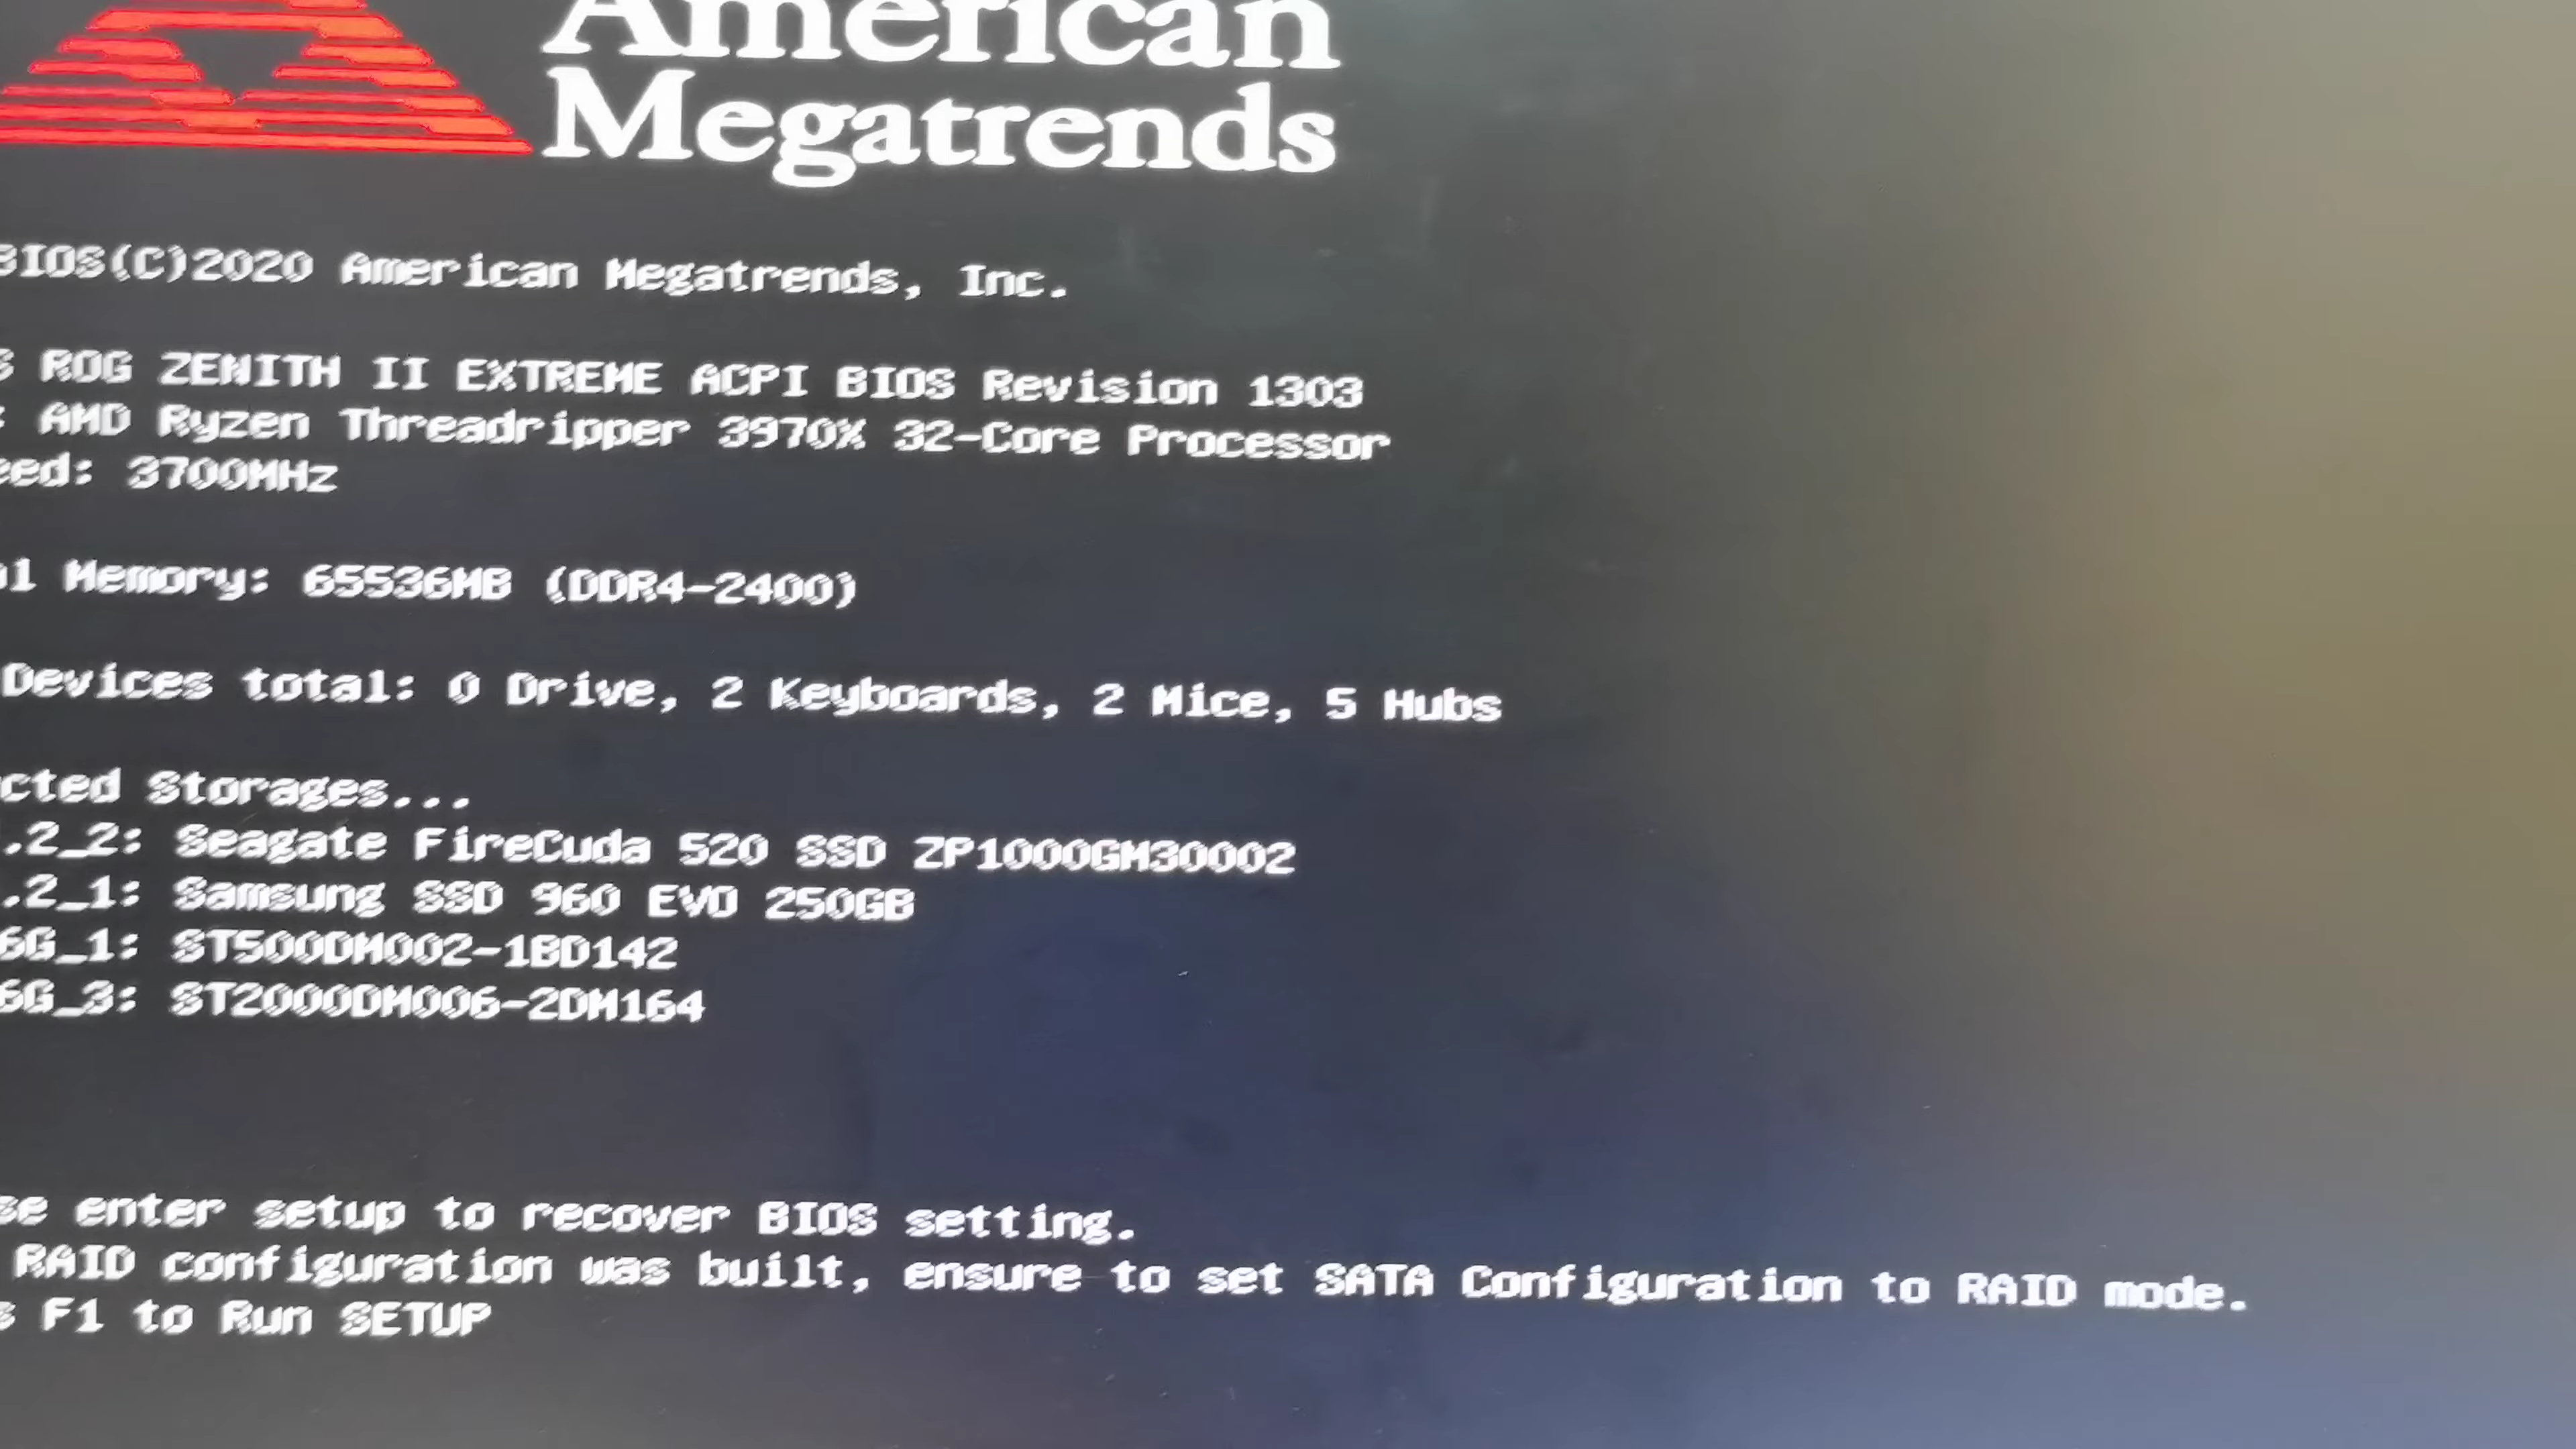 American
Megatrends
BIOS(C)2020 American Megatrends, Inc.
S ROG ZENITH II EXTREME ACPI BIOS Revision 1303
: AMD Ryzen Threadripper 3970X 32-Core Processor
eed: 3700MHz
al Memory: 65536MB (DDR4-2400)
Devices total: 0 Drive, 2 Keyboards, 2 Mice, 5 Hubs
cted Storages...
.2_2: Seagate FireCuda 520 SSD ZP1000GM30002
.2_1: Samsung SSD 960 EVO 250GB
6G_1: ST500DM002-1BD142
6G_3: ST2000DM006-2DM164
se enter setup to recover BIOS setting.
RAID configuration was built, ensure to set SATA Configuration to RAID mode.
s F1 to Run SETUP